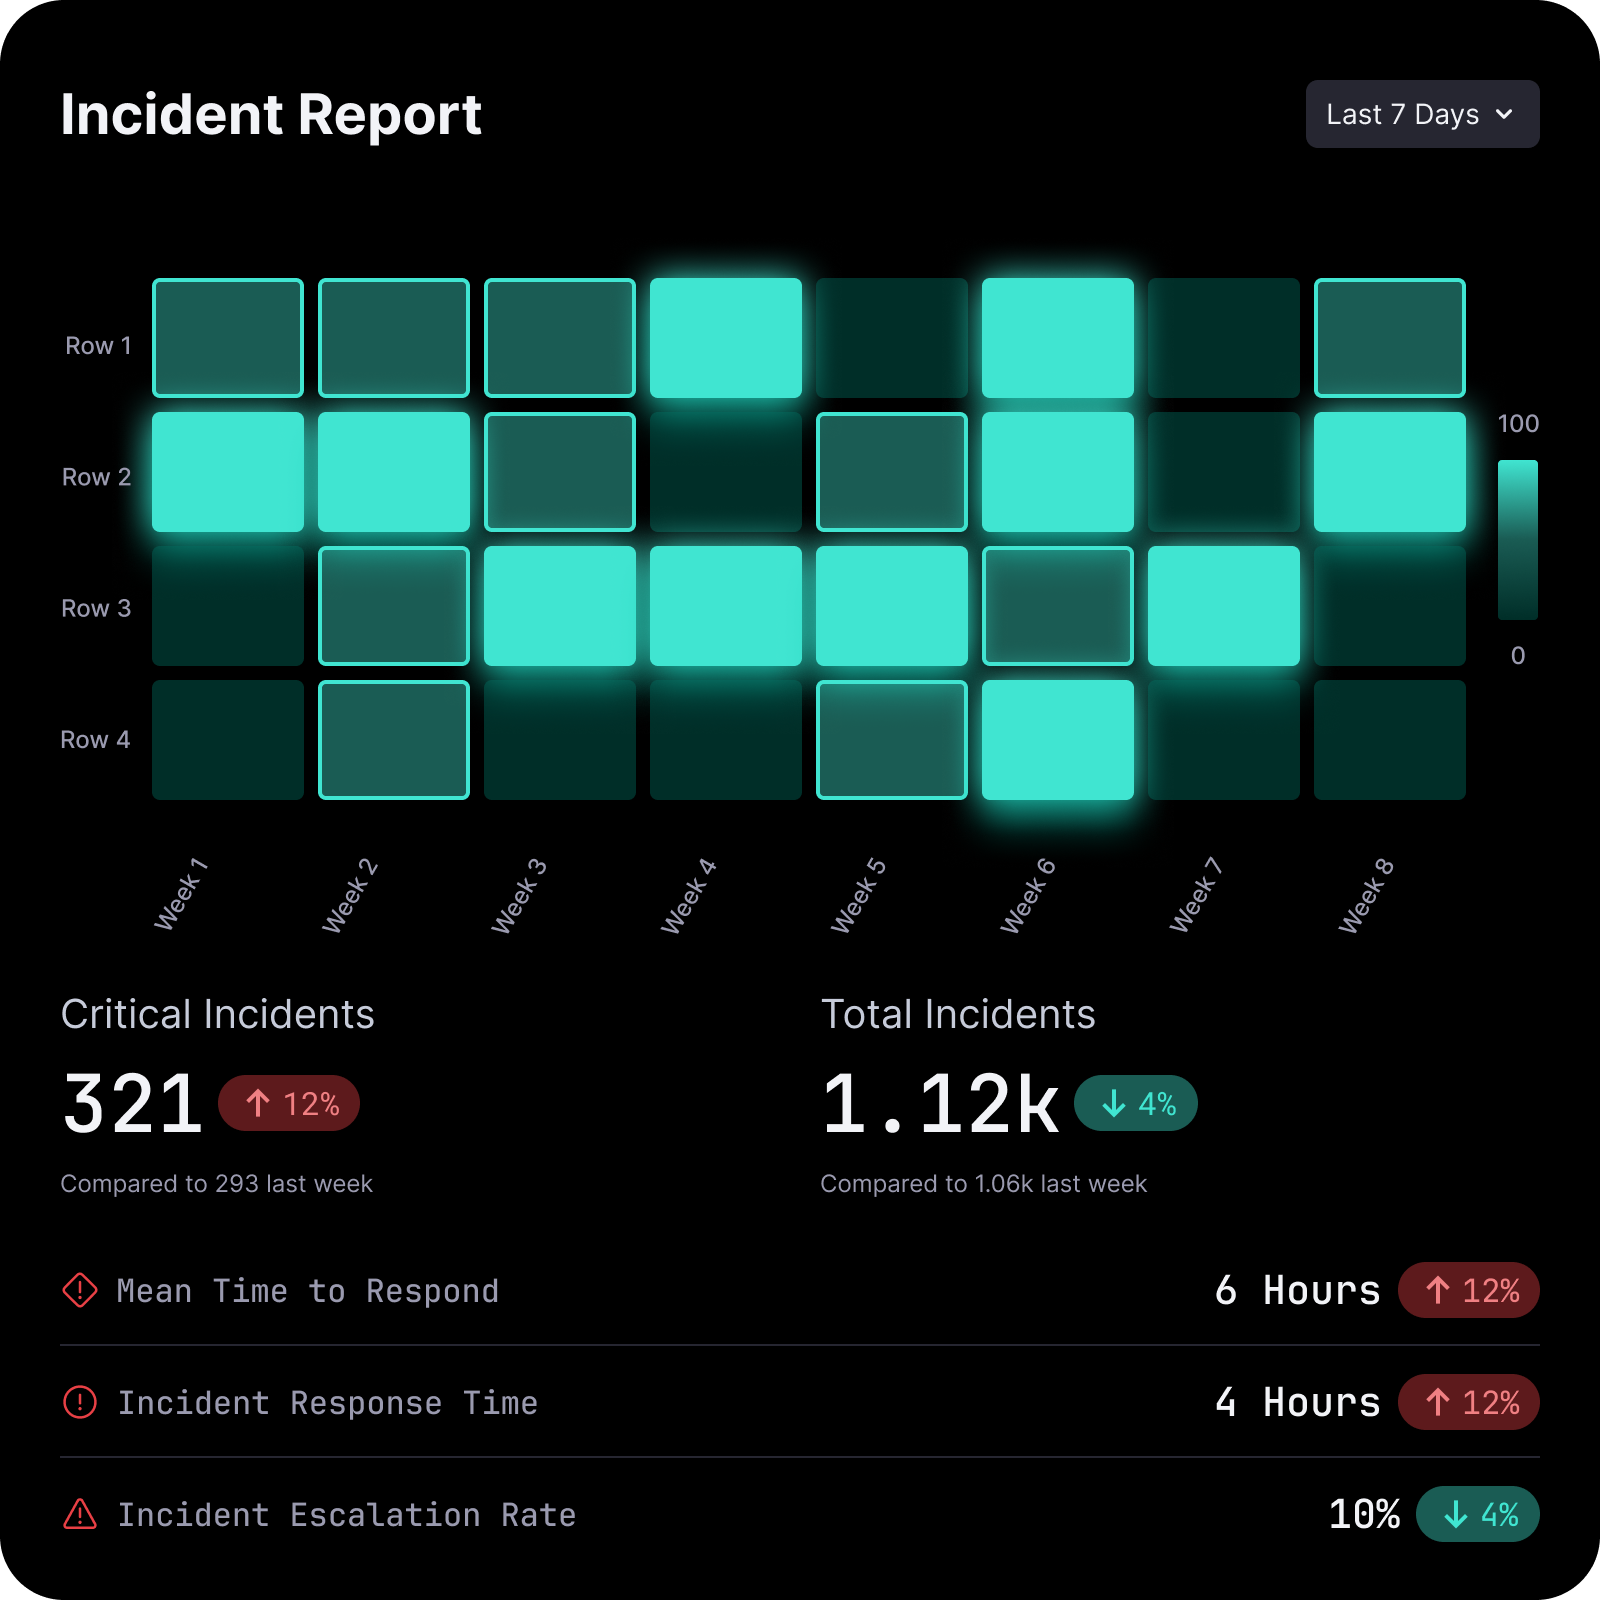 Incident Report
Last 7 Days
Row 1
Row 2
Row 3
Row 4
100
0
Week 1
Week 2
Week 3
Week 4
Week 5
Week 6
Week 7
Week 8
Critical Incidents
321 ↑ 12%
Compared to 293 last week
Total Incidents
1.12k ↓ 4%
Compared to 1.06k last week
Mean Time to Respond 6 Hours ↑ 12%
Incident Response Time 4 Hours ↑ 12%
Incident Escalation Rate 10% ↓ 4%